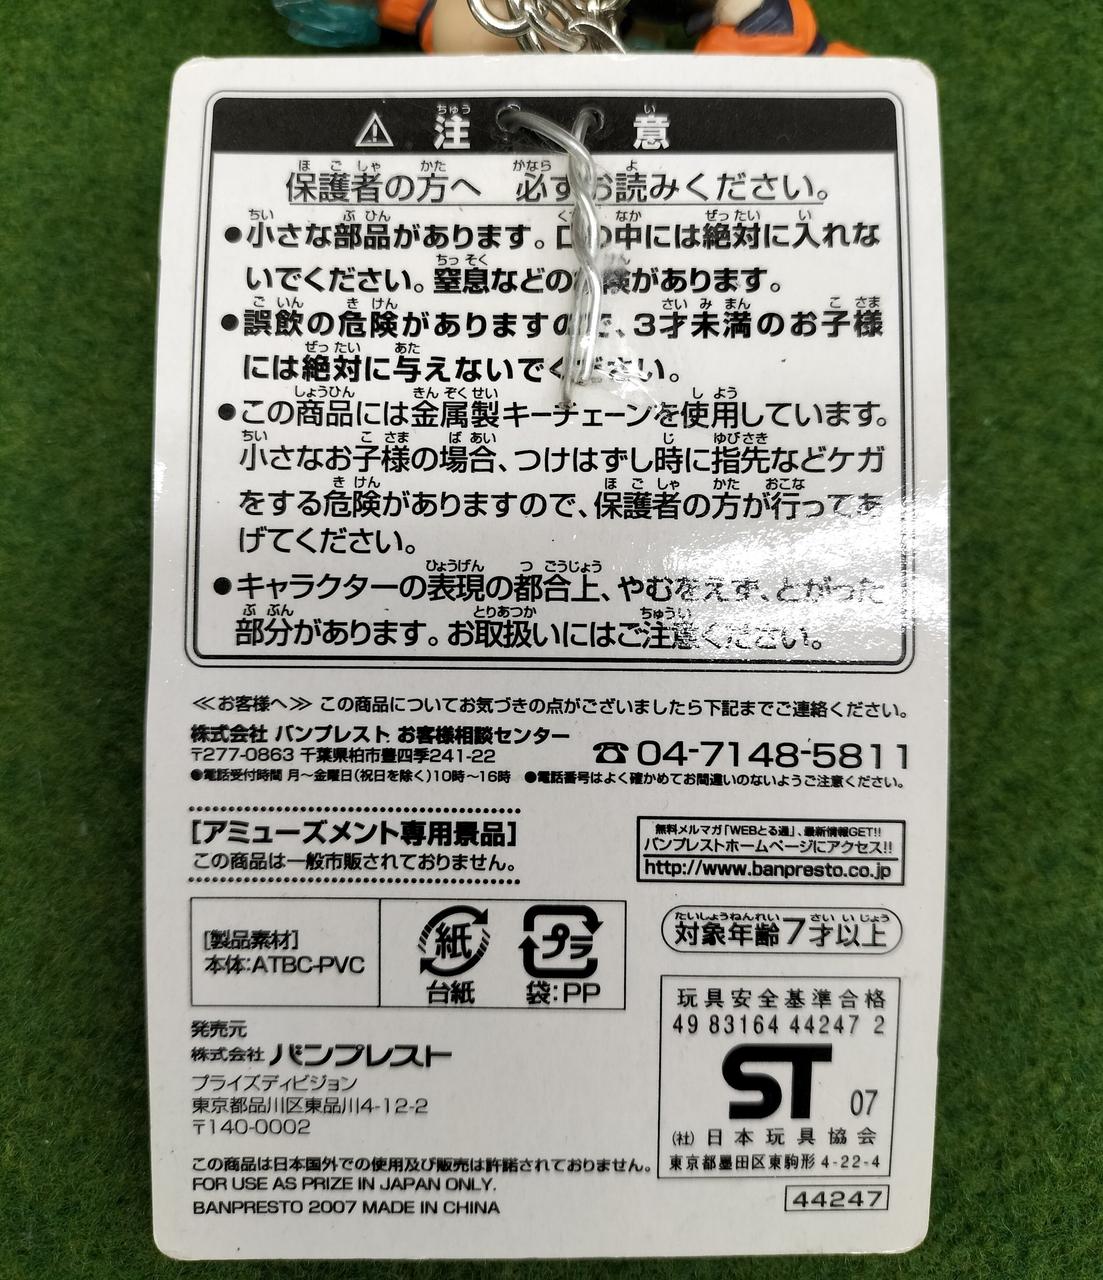 注意
保護者の方へ 必ずお読みください。
●小さな部品があります。口の中には絶対に入れな
いでください。窒息などの危険があります。
●誤飲の危険がありますので、3才未満のお子様
には絶対に与えないでください。
●この商品には金属製キーチェーンを使用しています。
小さなお子様の場合、つけはずし時に指先などケガ
をする危険がありますので、保護者の方が行ってあ
げてください。
●キャラクターの表現の都合上、やむをえず、とがった
部分があります。お取扱いにはご注意ください。
≪お客様へ≫ この商品についてお気づきの点がございましたら下記までご連絡ください。
株式会社 バンプレスト お客様相談センター
〒277-0863 千葉県柏市豊四季241-22
☎04-7148-5811
●電話受付時間 月～金曜日(祝日を除く)10時～16時 ●電話番号はよく確かめてお間違いのないようご注意ください。
[アミューズメント専用景品]
この商品は一般市販されておりません。
無料メルマガ「WEBとる通」、最新情報GET!!
バンプレストホームページにアクセス!!
http://www.banpresto.co.jp
[製品素材]
本体:ATBC-PVC
紙
台紙
プラ
袋:PP
対象年齢7才以上
発売元
株式会社 バンプレスト
プライズディビジョン
東京都品川区東品川4-12-2
〒140-0002
玩具安全基準合格
49 83164 44247 2
ST 07
(社)日本玩具協会
東京都墨田区東駒形 4-22-4
この商品は日本国外での使用及び販売は許諾されておりません。
FOR USE AS PRIZE IN JAPAN ONLY.
BANPRESTO 2007 MADE IN CHINA
44247